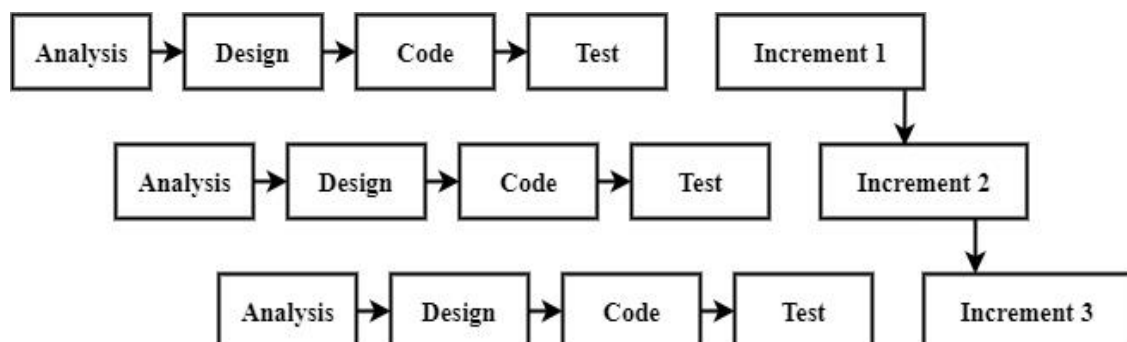 Analysis Design Code Test Increment 1
Analysis Design Code Test Increment 2
Analysis Design Code Test Increment 3